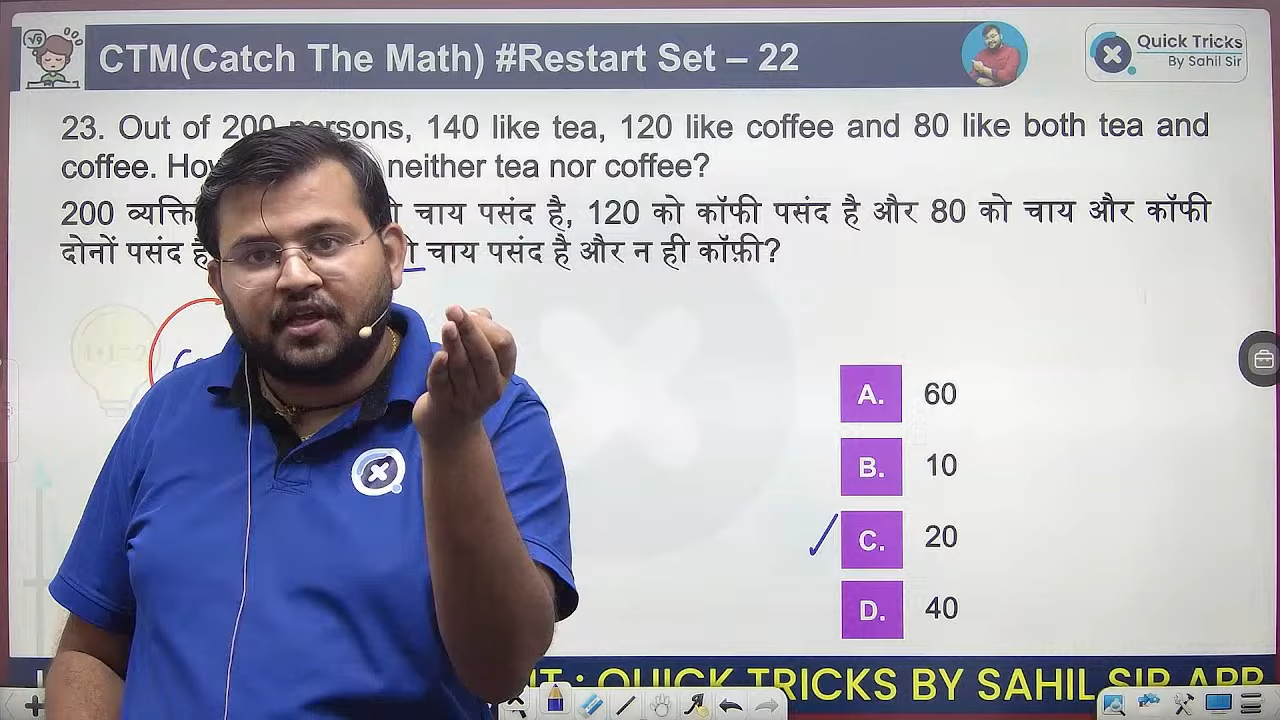 CTM(Catch The Math) #Restart Set – 22
Quick Tricks
By Sahil Sir
23. Out of 200 persons, 140 like tea, 120 like coffee and 80 like both tea and
coffee. neither tea nor coffee?
200 चाय पसंद है, 120 को कॉफी पसंद है और 80 को चाय और कॉफी
दोनों पसंद चाय पसंद है और न ही कॉफ़ी?
A. 60
B. 10
C. 20
D. 40
: QUICK TRICKS BY SAHIL SIR APP